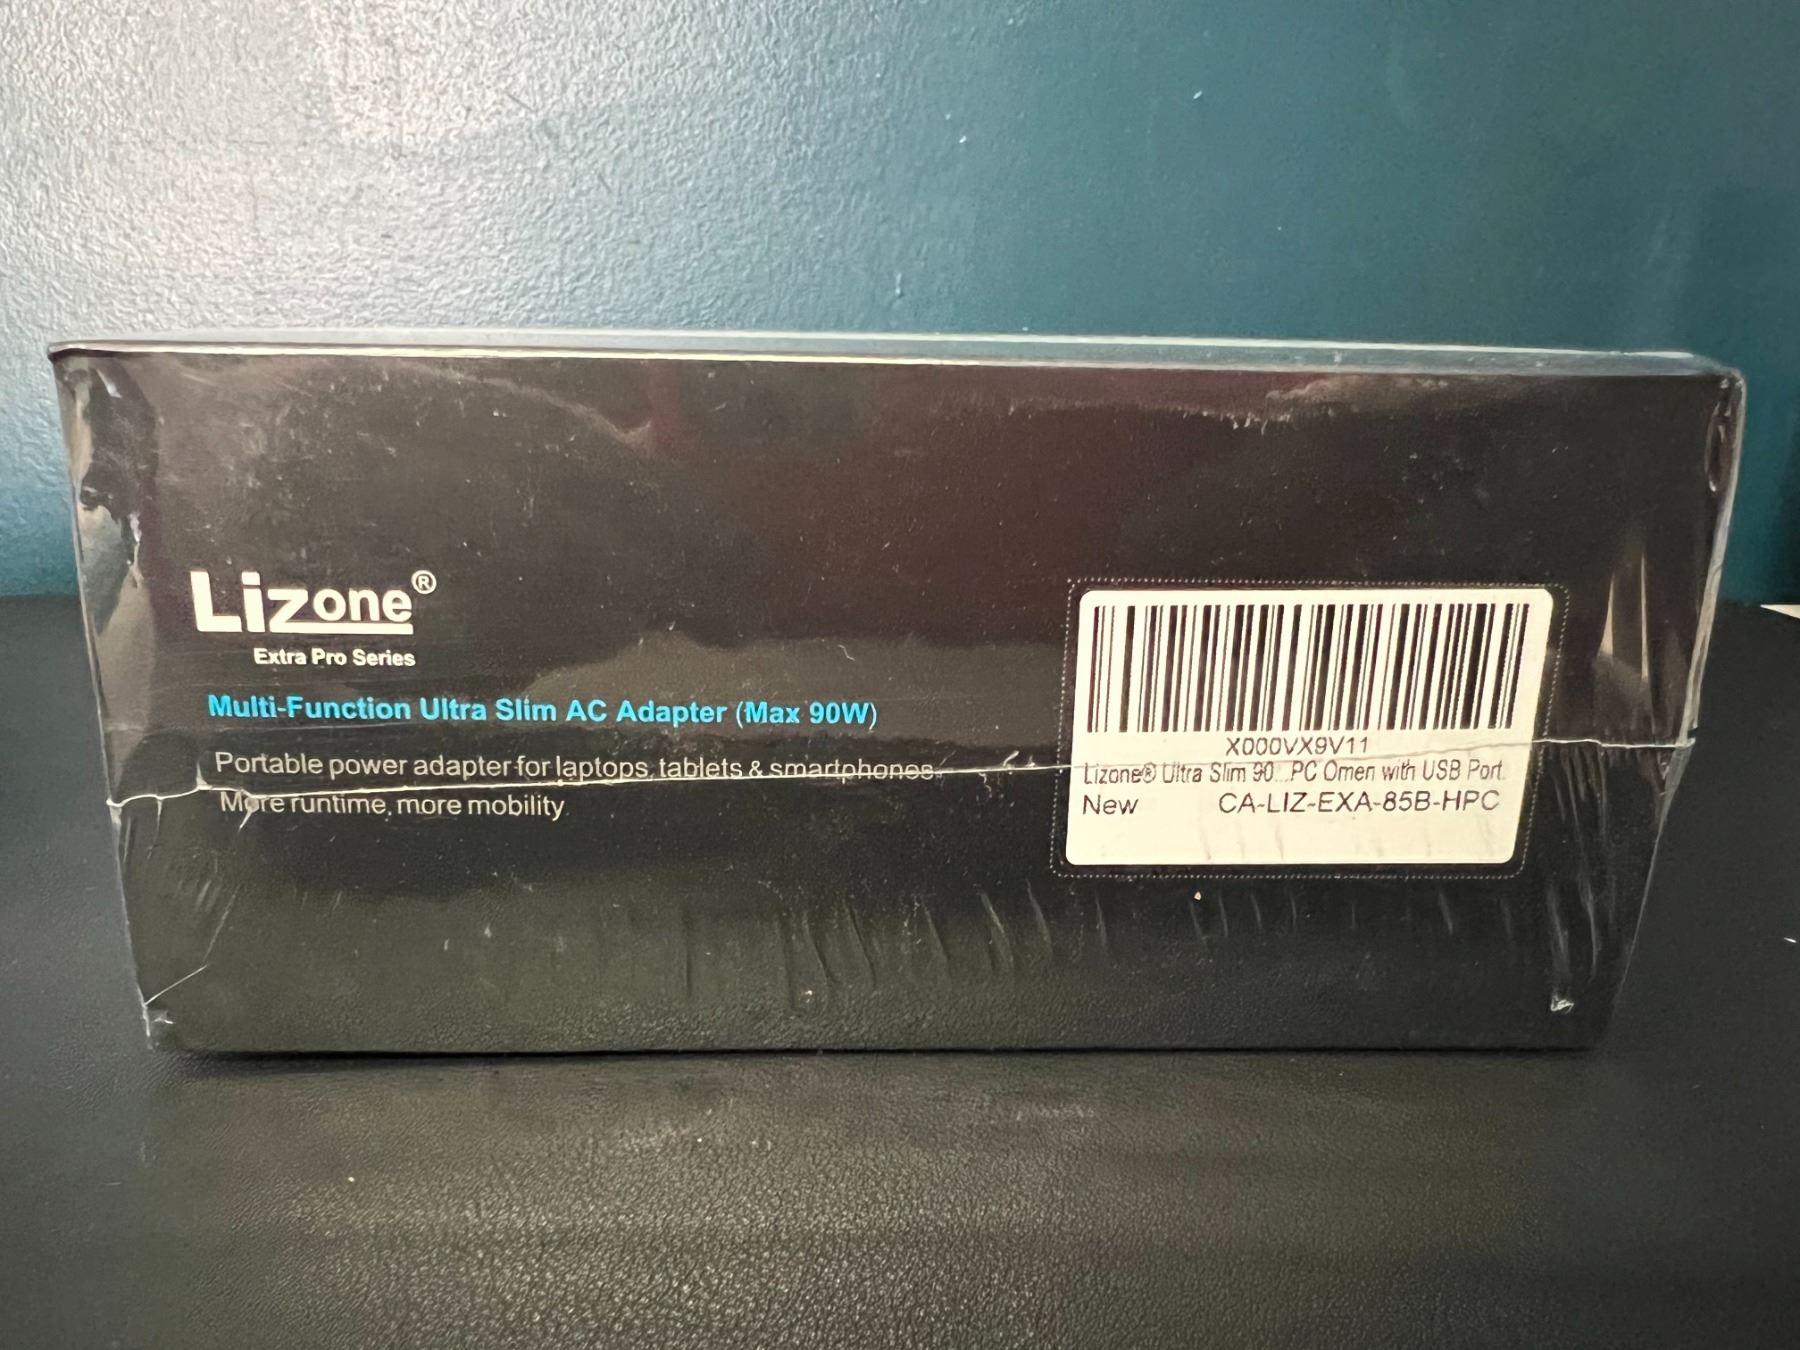 Lizone®
Extra Pro Series
Multi-Function Ultra Slim AC Adapter (Max 90W)
Portable power adapter for laptops, tablets & smartphones.
More runtime, more mobility
X000VX9V11
Lizone® Ultra Slim 90...PC Omen with USB Port
New CA-LIZ-EXA-85B-HPC